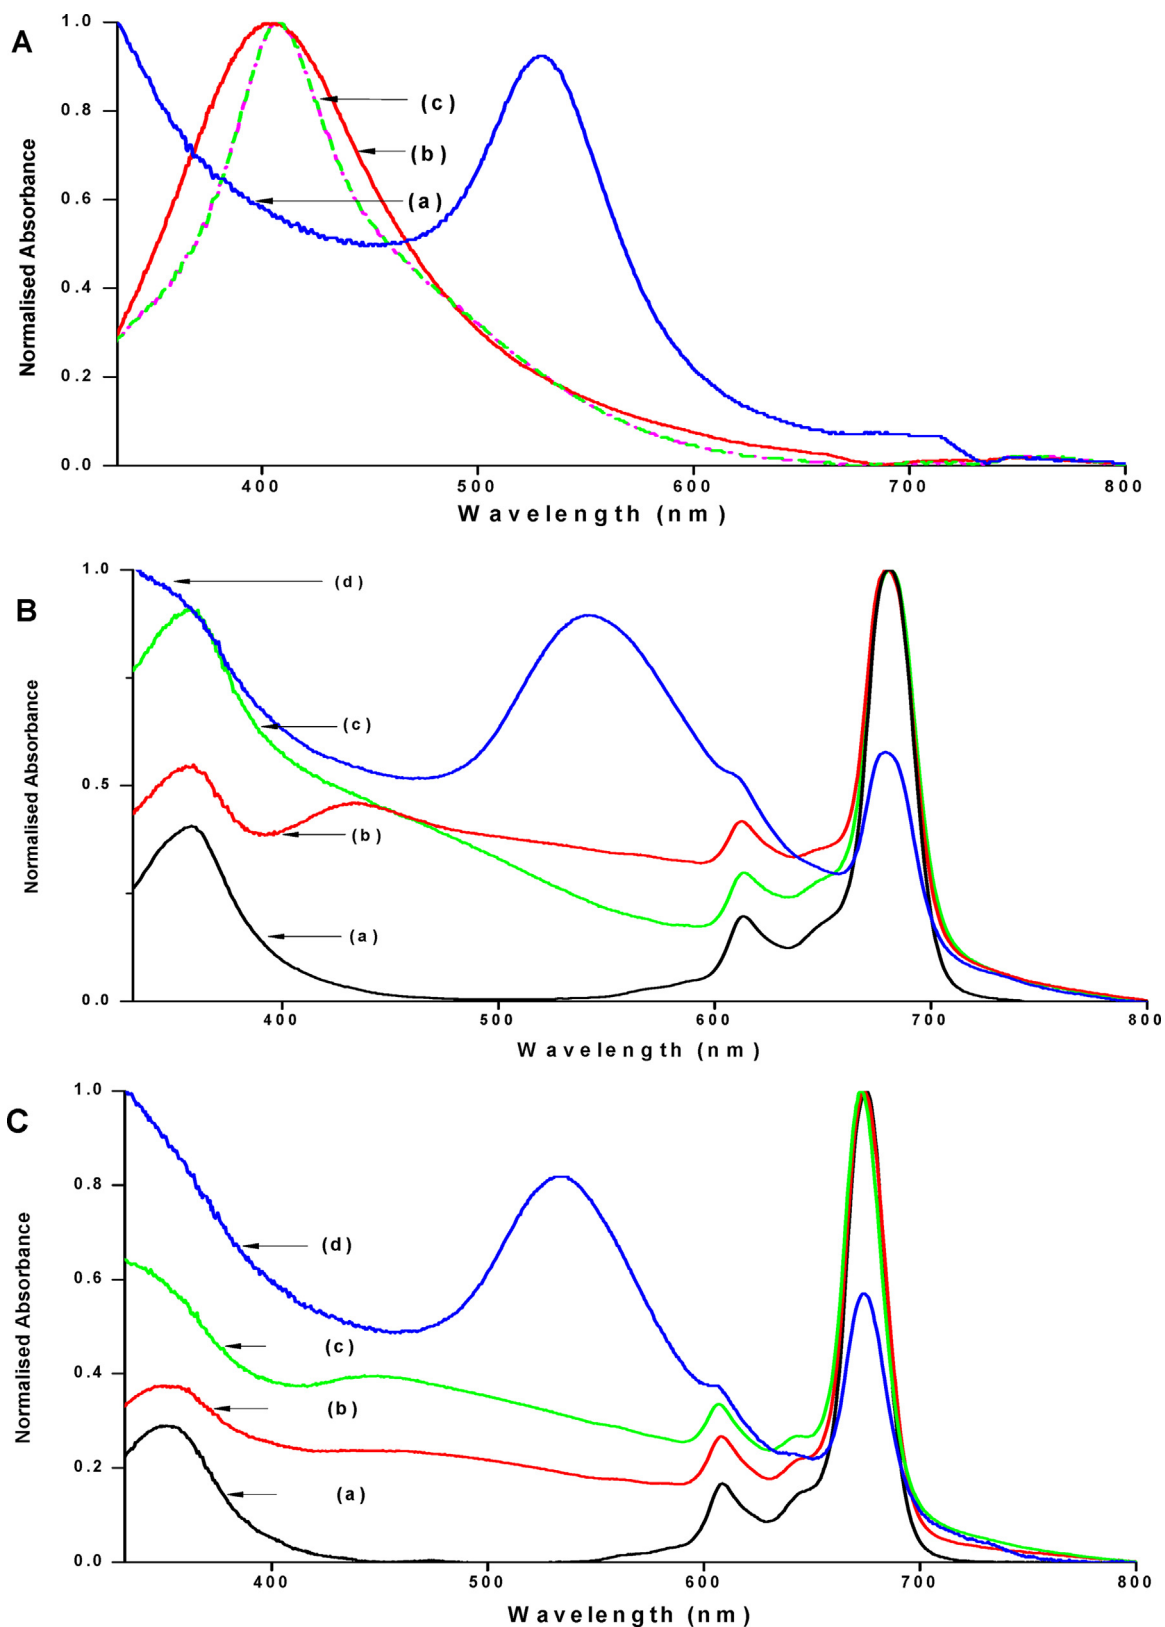 A
1.0
0.8
0.6
0.4
0.2
0.0
Normalised Absorbance
(c)
(b)
(a)
400 500 600 700 800
Wavelength (nm)
B
1.0
0.5
0.0
Normalised Absorbance
(d)
(c)
(b)
(a)
400 500 600 700 800
Wavelength (nm)
C
1.0
0.8
0.6
0.4
0.2
0.0
Normalised Absorbance
(d)
(c)
(b)
(a)
400 500 600 700 800
Wavelength (nm)